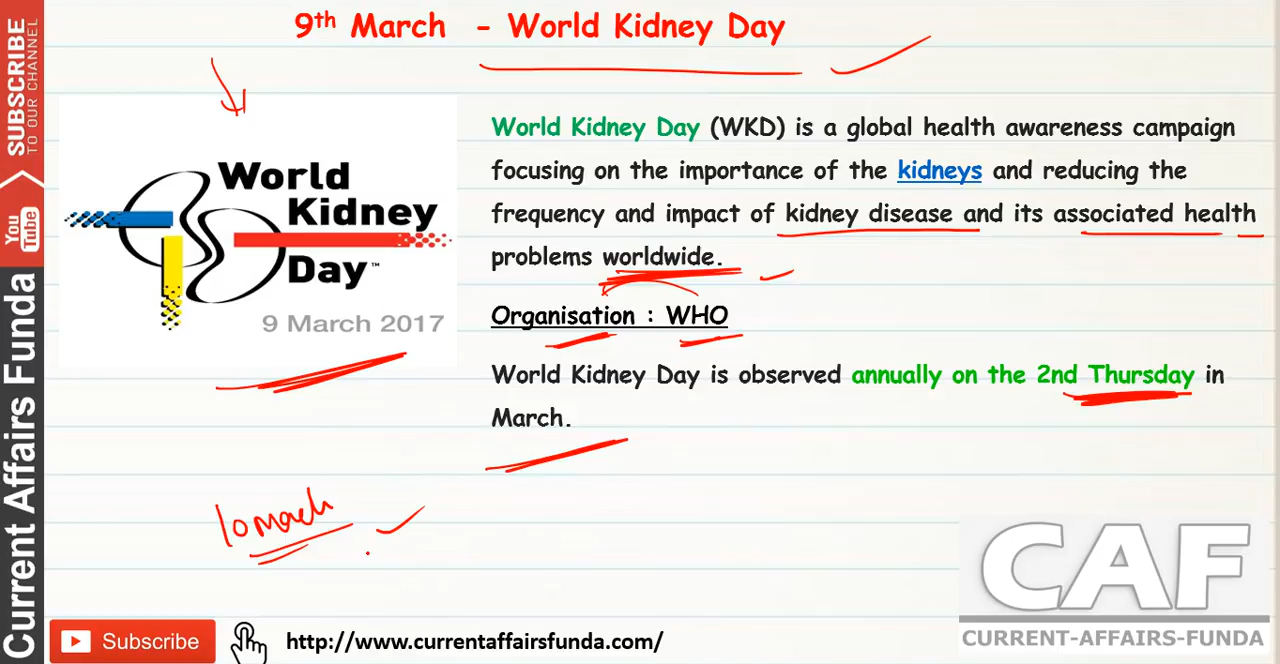 9th March - World Kidney Day
World
Kidney
Day™
9 March 2017
World Kidney Day (WKD) is a global health awareness campaign
focusing on the importance of the kidneys and reducing the
frequency and impact of kidney disease and its associated health
problems worldwide.
Organisation : WHO
World Kidney Day is observed annually on the 2nd Thursday in
March.
10 march
SUBSCRIBE
TO OUR CHANNEL
You
Tube
Current Affairs Funda
Subscribe
http://www.currentaffairsfunda.com/
CAF
CURRENT-AFFAIRS-FUNDA